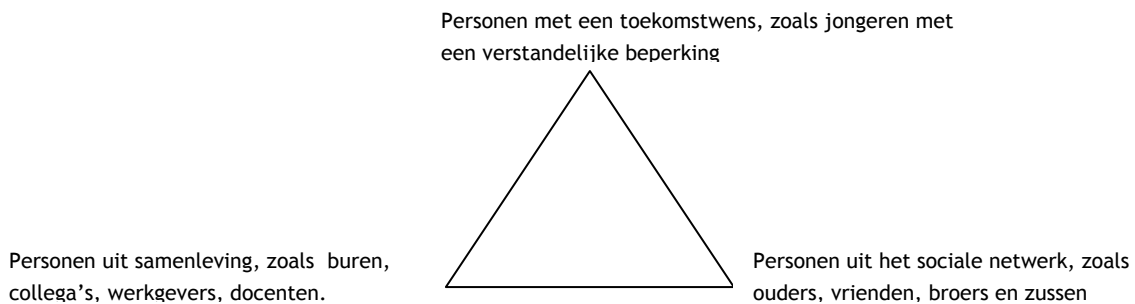 Personen met een toekomstwens, zoals jongeren met
een verstandelijke beperking
Personen uit samenleving, zoals buren,
collega's, werkgevers, docenten.
Personen uit het sociale netwerk, zoals
ouders, vrienden, broers en zussen